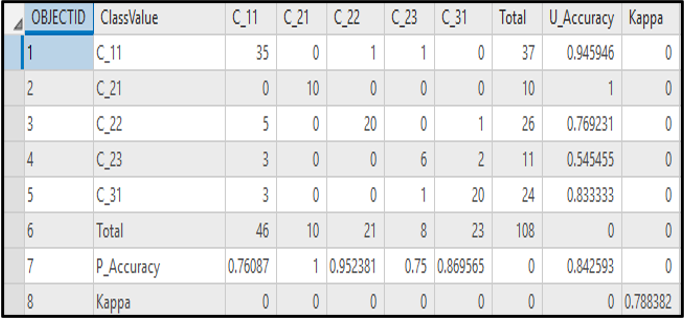 OBJECTID ClassValue C_11 C_21 C_22 C_23 C_31 Total U_Accuracy Kappa
1 C_11 35 0 1 1 0 37 0.945946 0
2 C_21 0 10 0 0 0 10 1 0
3 C_22 5 0 20 0 1 26 0.769231 0
4 C_23 3 0 0 6 2 11 0.545455 0
5 C_31 3 0 0 1 20 24 0.833333 0
6 Total 46 10 21 8 23 108 0 0
7 P_Accuracy 0.76087 1 0.952381 0.75 0.869565 0 0.842593 0
8 Kappa 0 0 0 0 0 0 0 0.788382